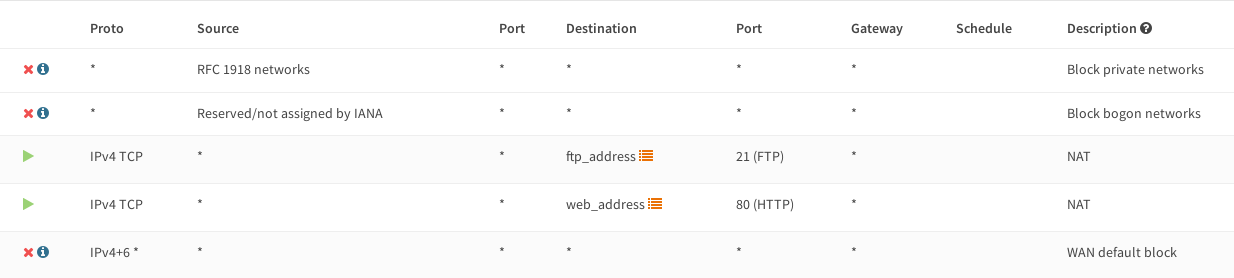 Proto Source Port Destination Port Gateway Schedule Description
* RFC 1918 networks * * * * Block private networks
* Reserved/not assigned by IANA * * * * Block bogon networks
IPv4 TCP * * ftp_address 21 (FTP) * NAT
IPv4 TCP * * web_address 80 (HTTP) * NAT
IPv4+6 * * * * * * WAN default block